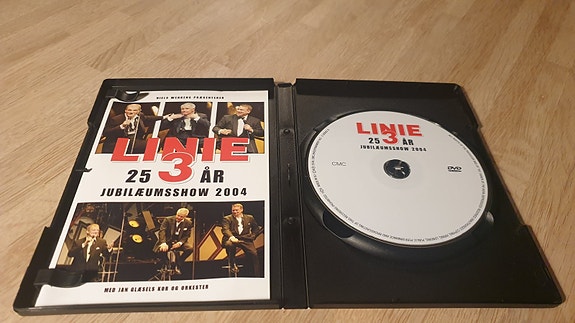 NIELS WENKENS PRÆSENTERER
LINIE
3
25 ÅR
JUBILÆUMSSHOW 2004
MED JAN GLÆSELS KOR OG ORKESTER
LINIE
3
25 ÅR
JUBILÆUMSSHOW 2004
CMC
DVD